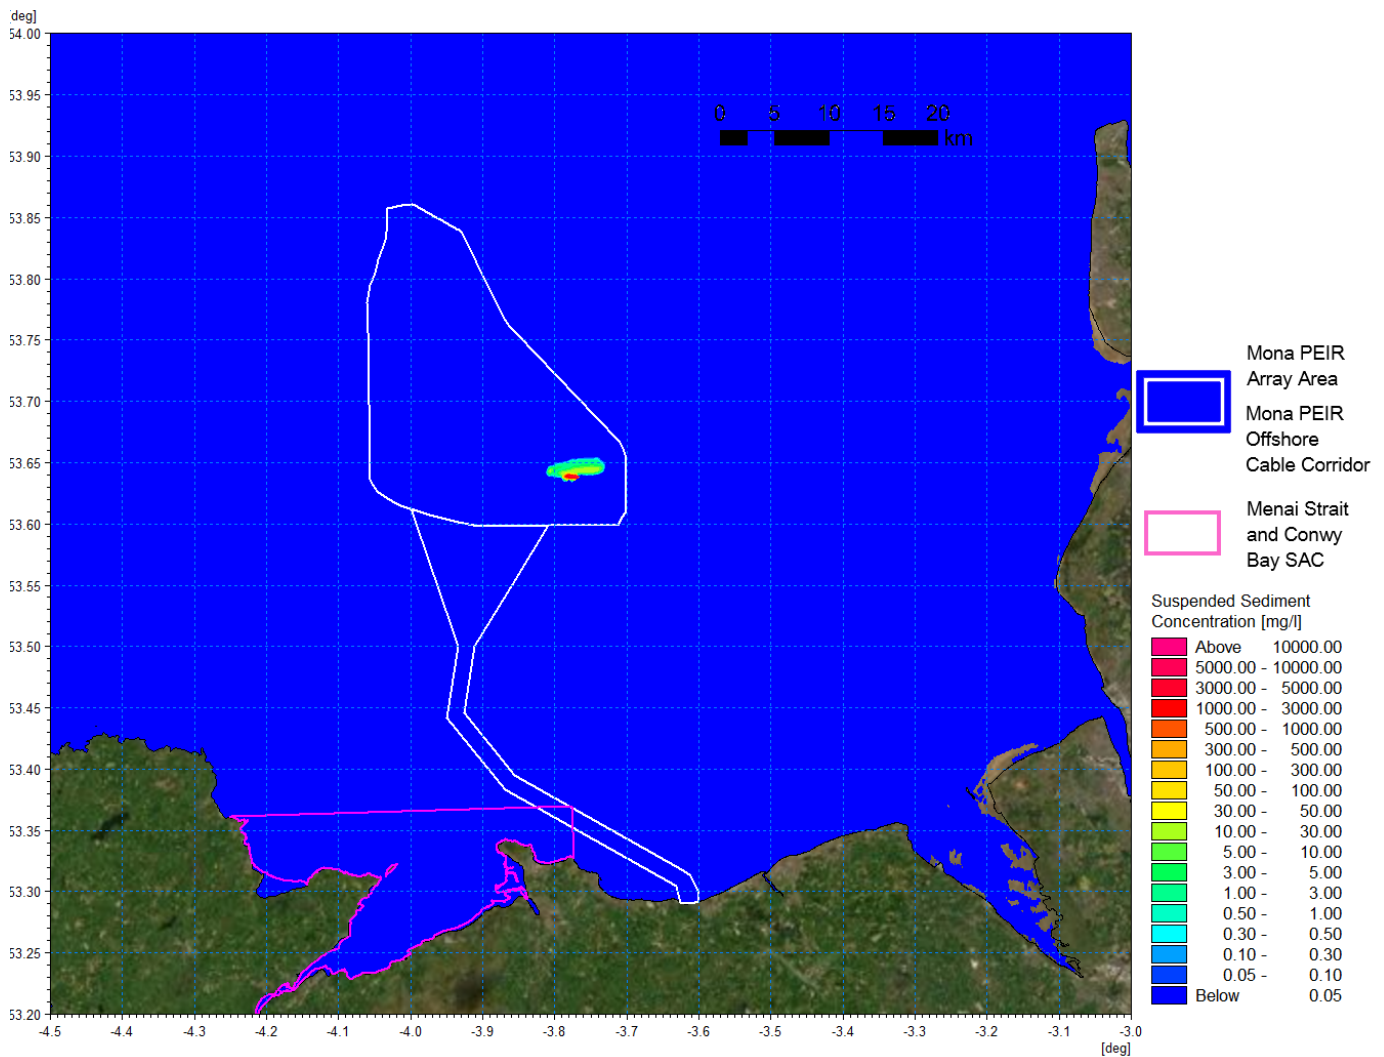 [deg]
54.00
53.95
53.90
53.85
53.80
53.75
53.70
53.65
53.60
53.55
53.50
53.45
53.40
53.35
53.30
53.25
53.20
-4.5 -4.4 -4.3 -4.2 -4.1 -4.0 -3.9 -3.8 -3.7 -3.6 -3.5 -3.4 -3.3 -3.2 -3.1 -3.0
[deg]
0 5 10 15 20
km
Mona PEIR
Array Area
Mona PEIR
Offshore
Cable Corridor
Menai Strait
and Conwy
Bay SAC
Suspended Sediment
Concentration [mg/l]
Above 10000.00
5000.00 - 10000.00
3000.00 - 5000.00
1000.00 - 3000.00
500.00 - 1000.00
300.00 - 500.00
100.00 - 300.00
50.00 - 100.00
30.00 - 50.00
10.00 - 30.00
5.00 - 10.00
3.00 - 5.00
1.00 - 3.00
0.50 - 1.00
0.30 - 0.50
0.10 - 0.30
0.05 - 0.10
Below 0.05